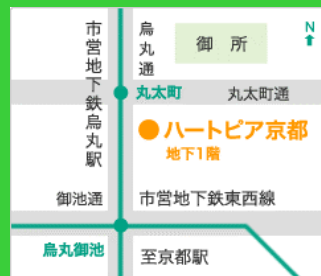 市営地下鉄烏丸駅
烏丸通
御所
N
丸太町
丸太町通
ハートピア京都
地下1階
御池通
市営地下鉄東西線
烏丸御池
至京都駅